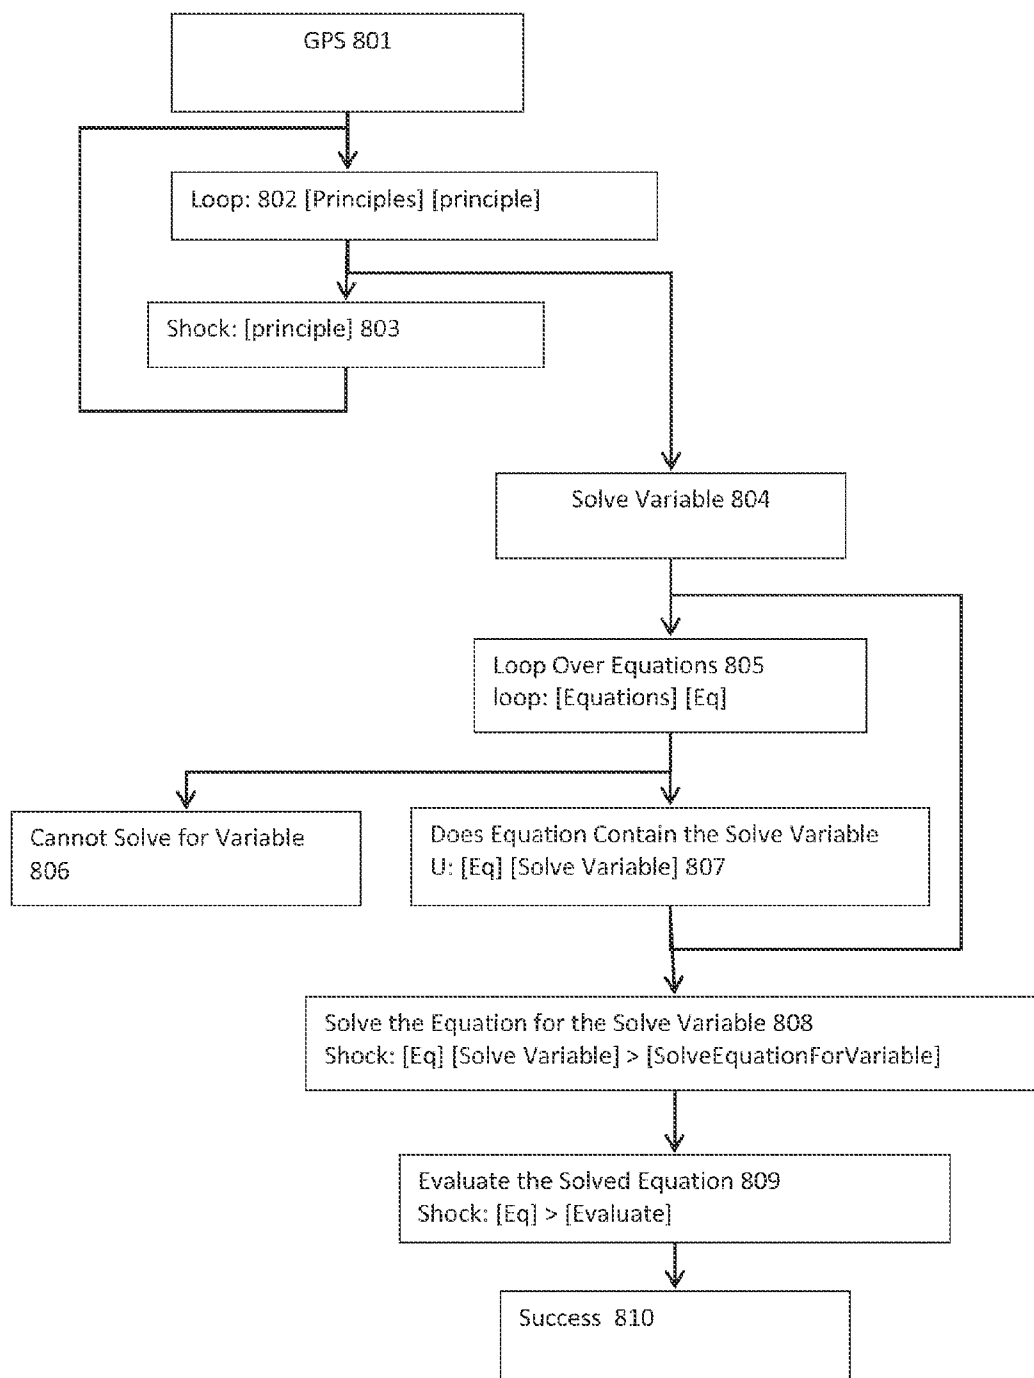 GPS 801
Loop: 802 [Principles] [principle]
Shock: [principle] 803
Solve Variable 804
Loop Over Equations 805
loop: [Equations] [Eq]
Cannot Solve for Variable
806
Does Equation Contain the Solve Variable
U: [Eq] [Solve Variable] 807
Solve the Equation for the Solve Variable 808
Shock: [Eq] [Solve Variable] > [SolveEquationForVariable]
Evaluate the Solved Equation 809
Shock: [Eq] > [Evaluate]
Success 810